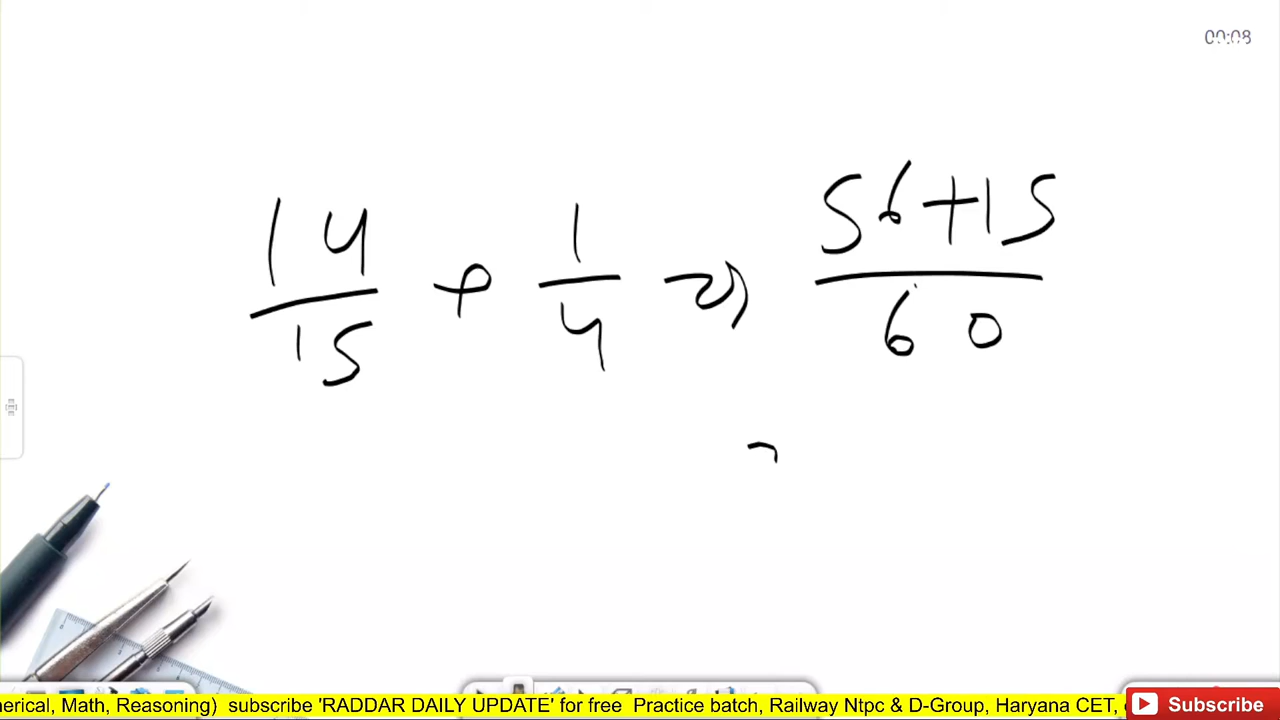 00:08
14/15 + 1/4 ⇒ 56+15/60
erical, Math, Reasoning) subscribe 'RADDAR DAILY UPDATE' for free Practice batch, Railway Ntpc & D-Group, Haryana CET,
Subscribe